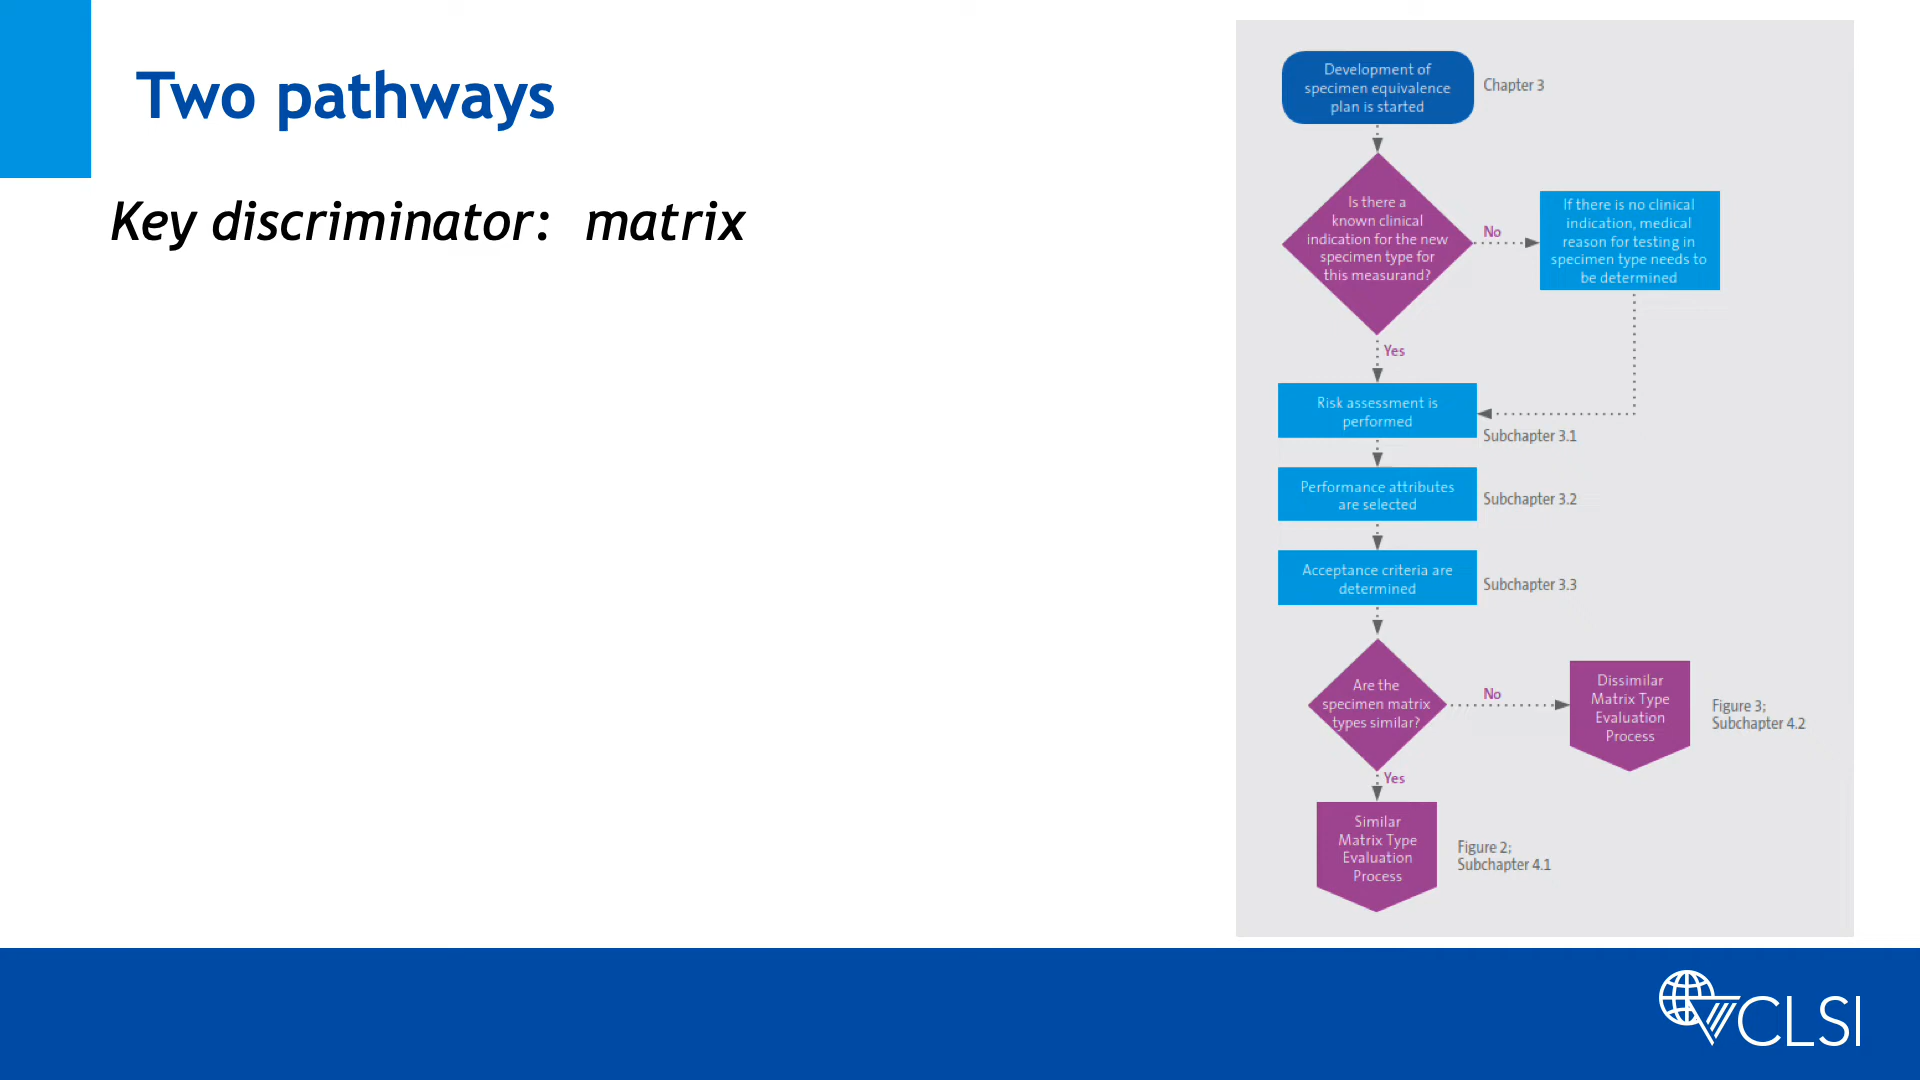 Two pathways
Key discriminator:  matrix
Development of
specimen equivalence
plan is started
Chapter 3
Is there a
known clinical
indication for the new
specimen type for
this measurand?
No
If there is no clinical
indication, medical
reason for testing in
specimen type needs to
be determined
Yes
Risk assessment is
performed
Subchapter 3.1
Performance attributes
are selected
Subchapter 3.2
Acceptance criteria are
determined
Subchapter 3.3
Are the
specimen matrix
types similar?
No
Dissimilar
Matrix Type
Evaluation
Process
Figure 3;
Subchapter 4.2
Yes
Similar
Matrix Type
Evaluation
Process
Figure 2;
Subchapter 4.1
CLSI